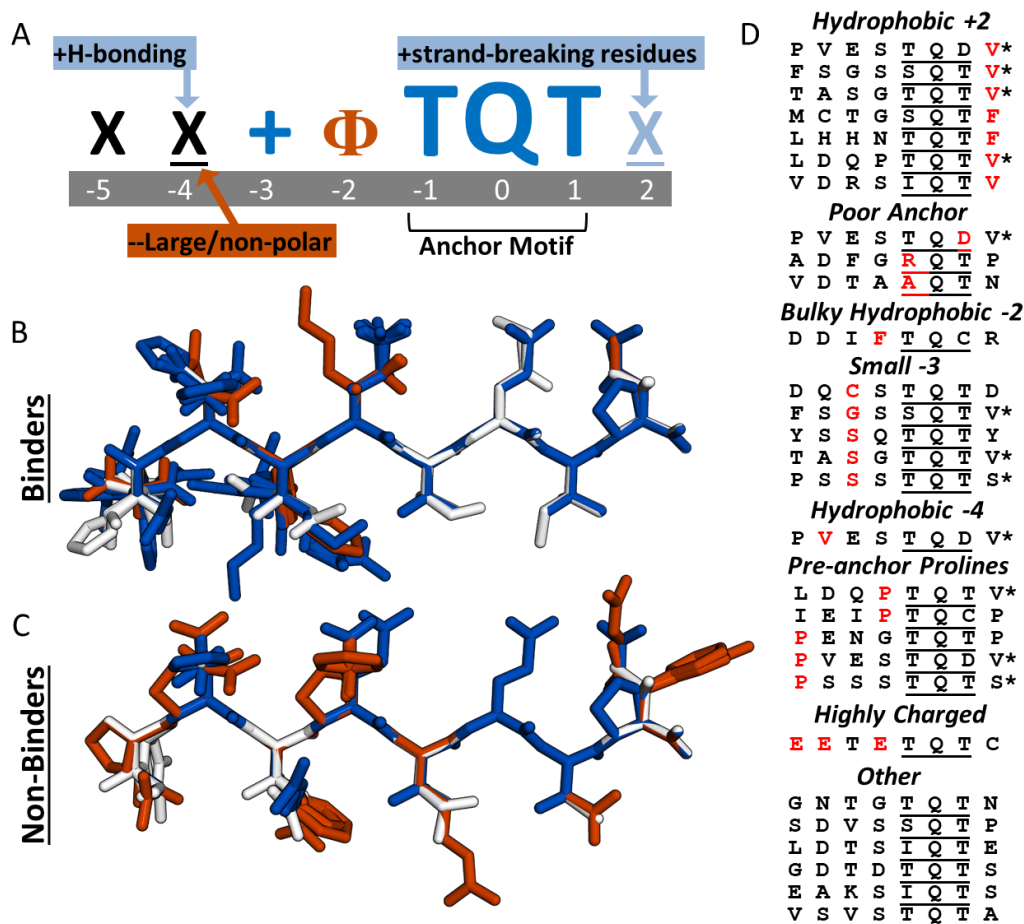 A
+H-bonding
+strand-breaking residues
X X + Φ TQT X
-5 -4 -3 -2 -1 0 1 2
--Large/non-polar
Anchor Motif
B
Binders
C
Non-Binders
D
Hydrophobic +2
P V E S T Q D V*
F S G S S Q T V*
T A S G T Q T V*
M C T G S Q T F
L H H N T Q T F
L D Q P T Q T V*
V D R S I Q T V
Poor Anchor
P V E S T Q D V*
A D F G R Q T P
V D T A A Q T N
Bulky Hydrophobic -2
D D I F T Q C R
Small -3
D Q C S T Q T D
F S G S S Q T V*
Y S S Q T Q T Y
T A S G T Q T V*
P S S S T Q T S*
Hydrophobic -4
P V E S T Q D V*
Pre-anchor Prolines
L D Q P T Q T V*
I E I P T Q C P
P E N G T Q T P
P V E S T Q D V*
P S S S T Q T S*
Highly Charged
E E T E T Q T C
Other
G N T G T Q T N
S D V S S Q T P
L D T S I Q T E
G D T D T Q T S
E A K S I Q T S
V S V S T Q T A